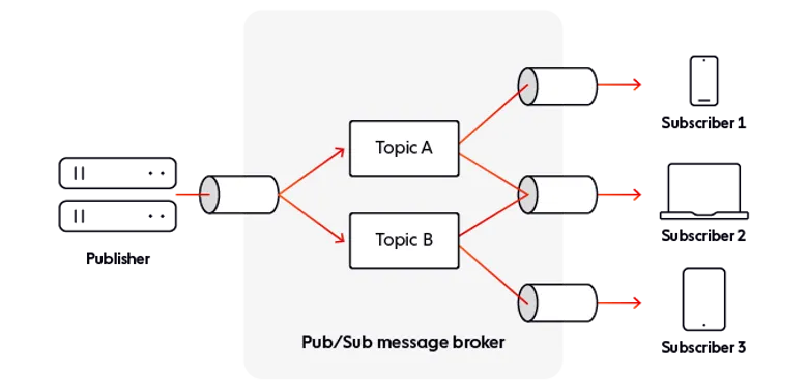 Topic A
Subscriber 1
Topic B
Subscriber 2
Publisher
Pub/Sub message broker
Subscriber 3